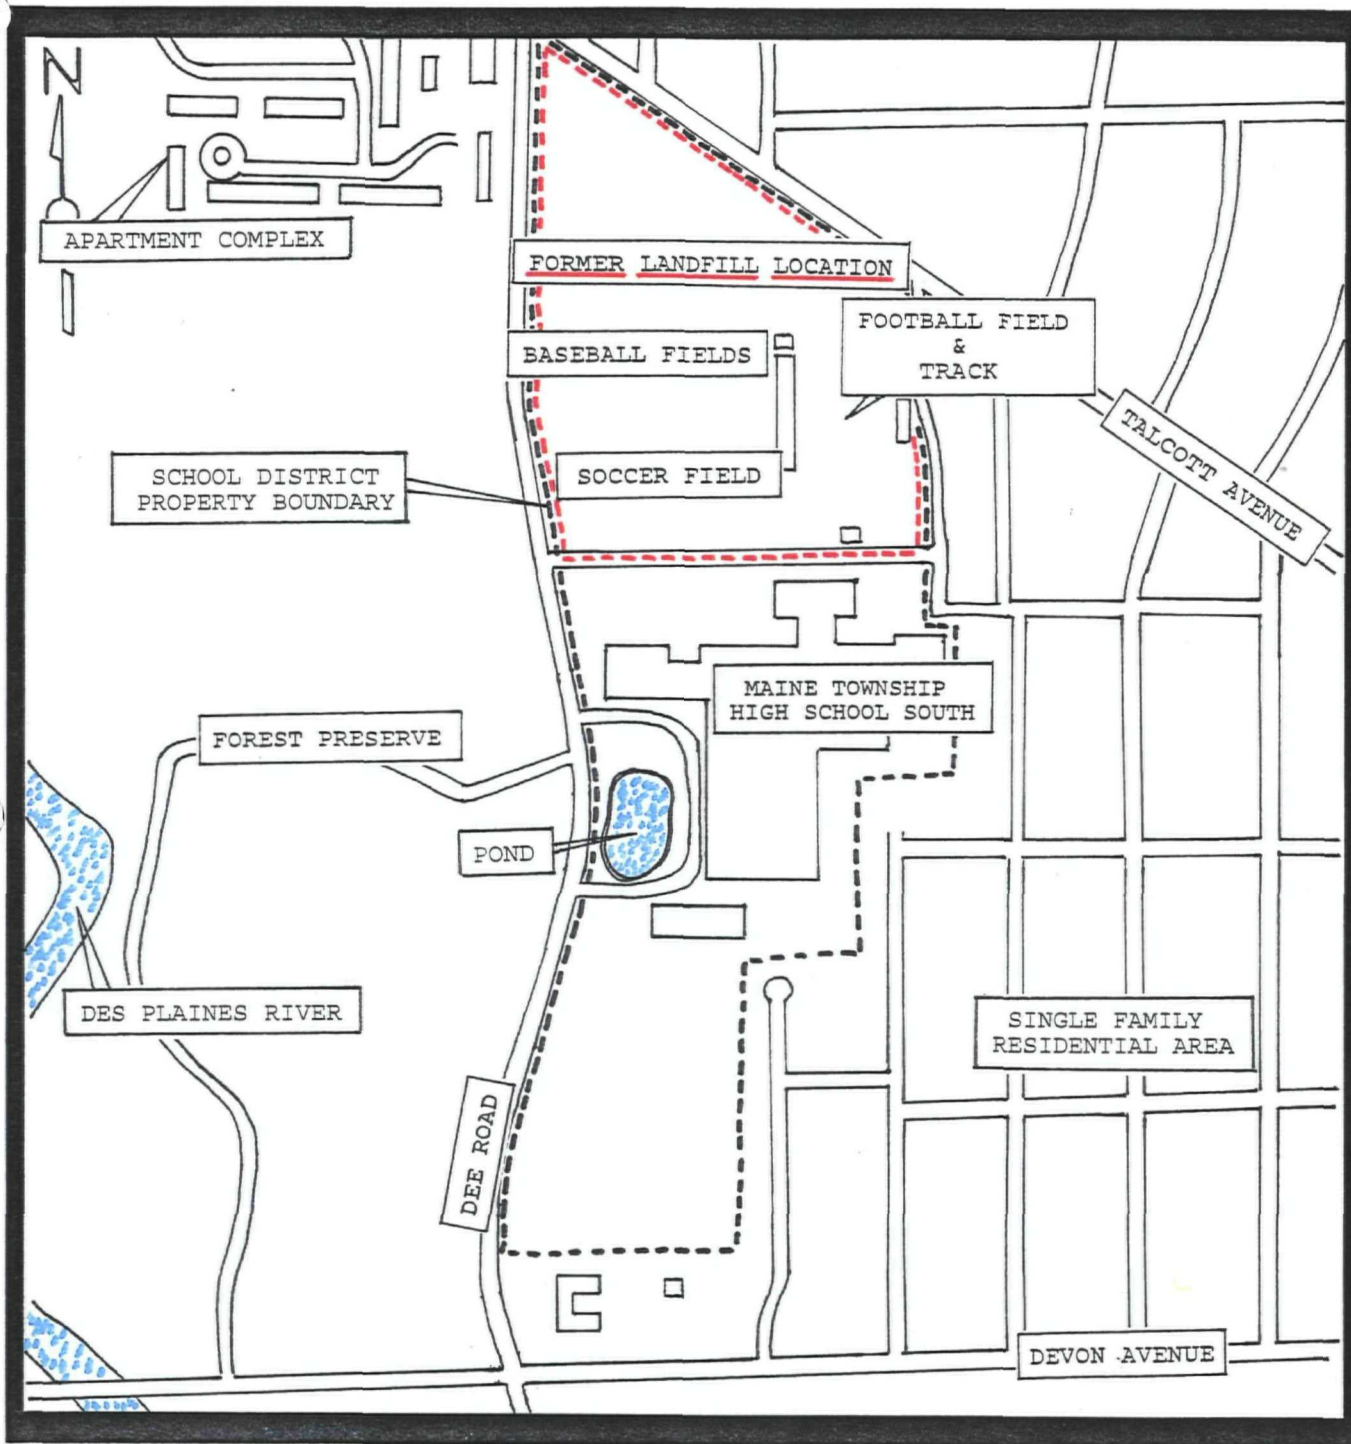 N
APARTMENT COMPLEX
FORMER LANDFILL LOCATION
FOOTBALL FIELD
&
TRACK
BASEBALL FIELDS
TALCOTT AVENUE
SCHOOL DISTRICT
PROPERTY BOUNDARY
SOCCER FIELD
MAINE TOWNSHIP
HIGH SCHOOL SOUTH
FOREST PRESERVE
POND
DES PLAINES RIVER
SINGLE FAMILY
RESIDENTIAL AREA
DEE ROAD
DEVON AVENUE